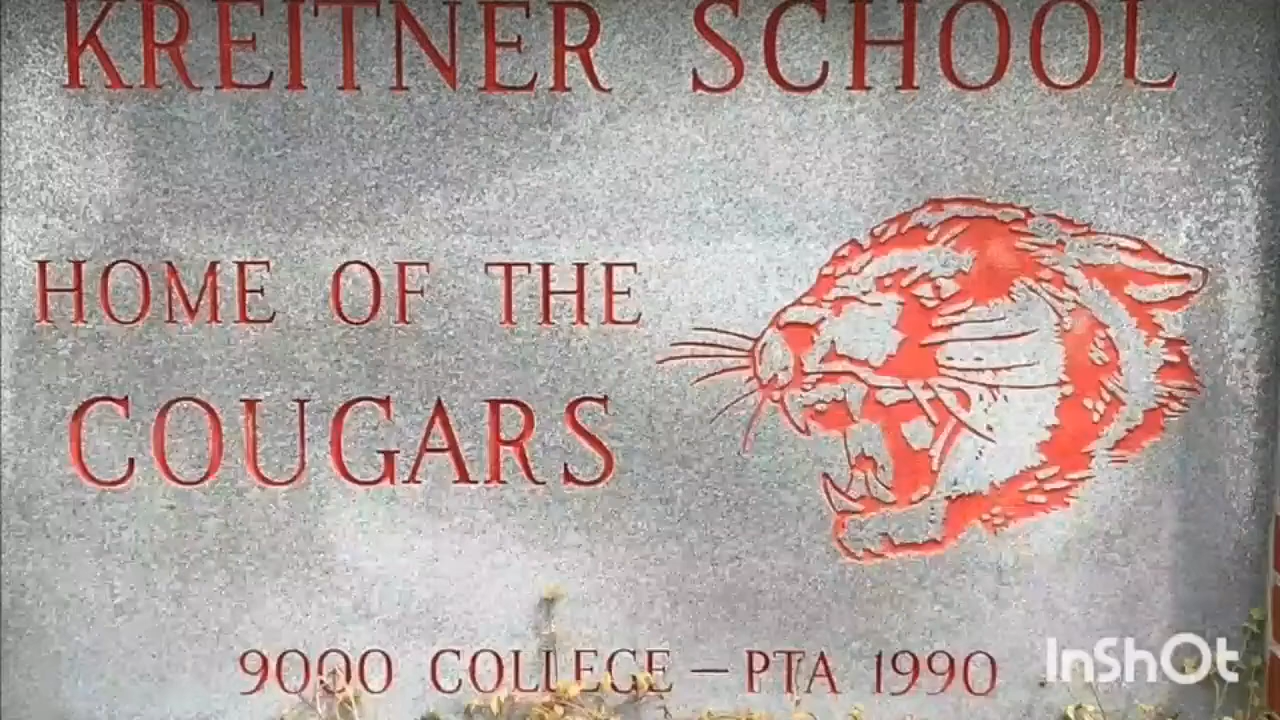 KREITNER SCHOOL
HOME OF THE
COUGARS
9000 COLLEGE – PTA 1990
InShOt